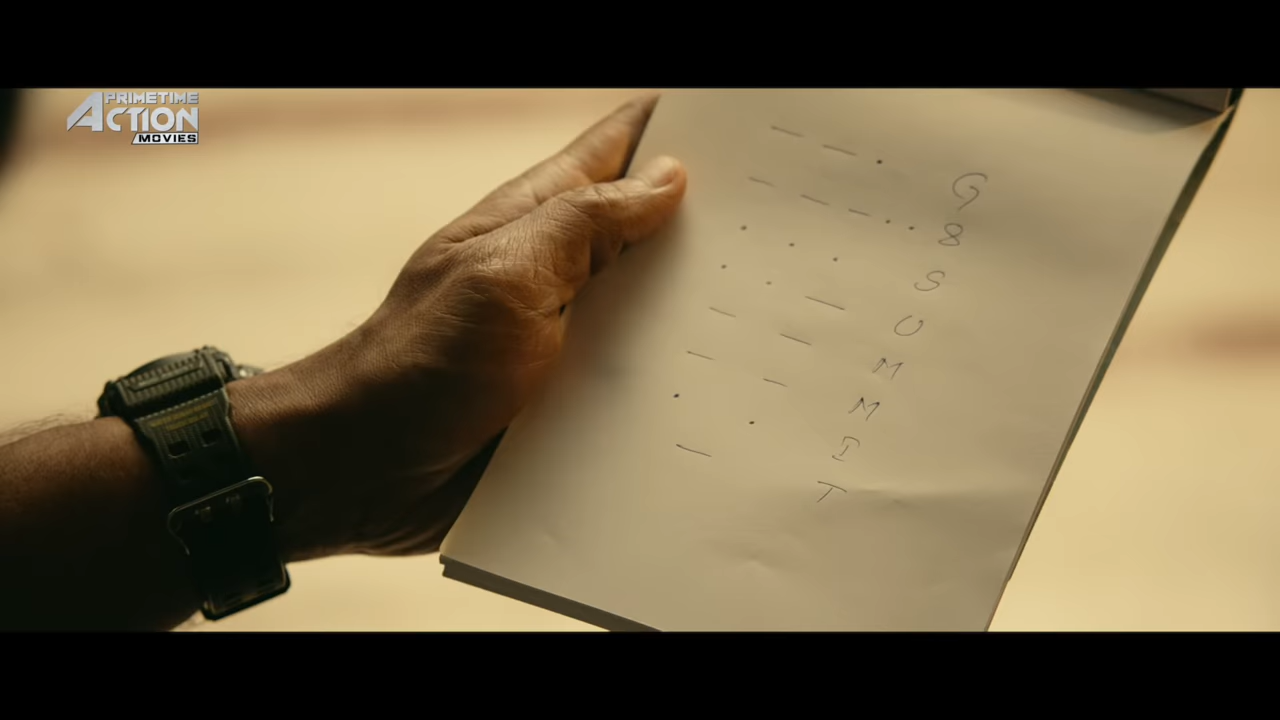 PRIMETIME
ACTION
MOVIES
— — . G
— — — . . 8
. . . S
. . — U
— — M
— — M
. . I
— T